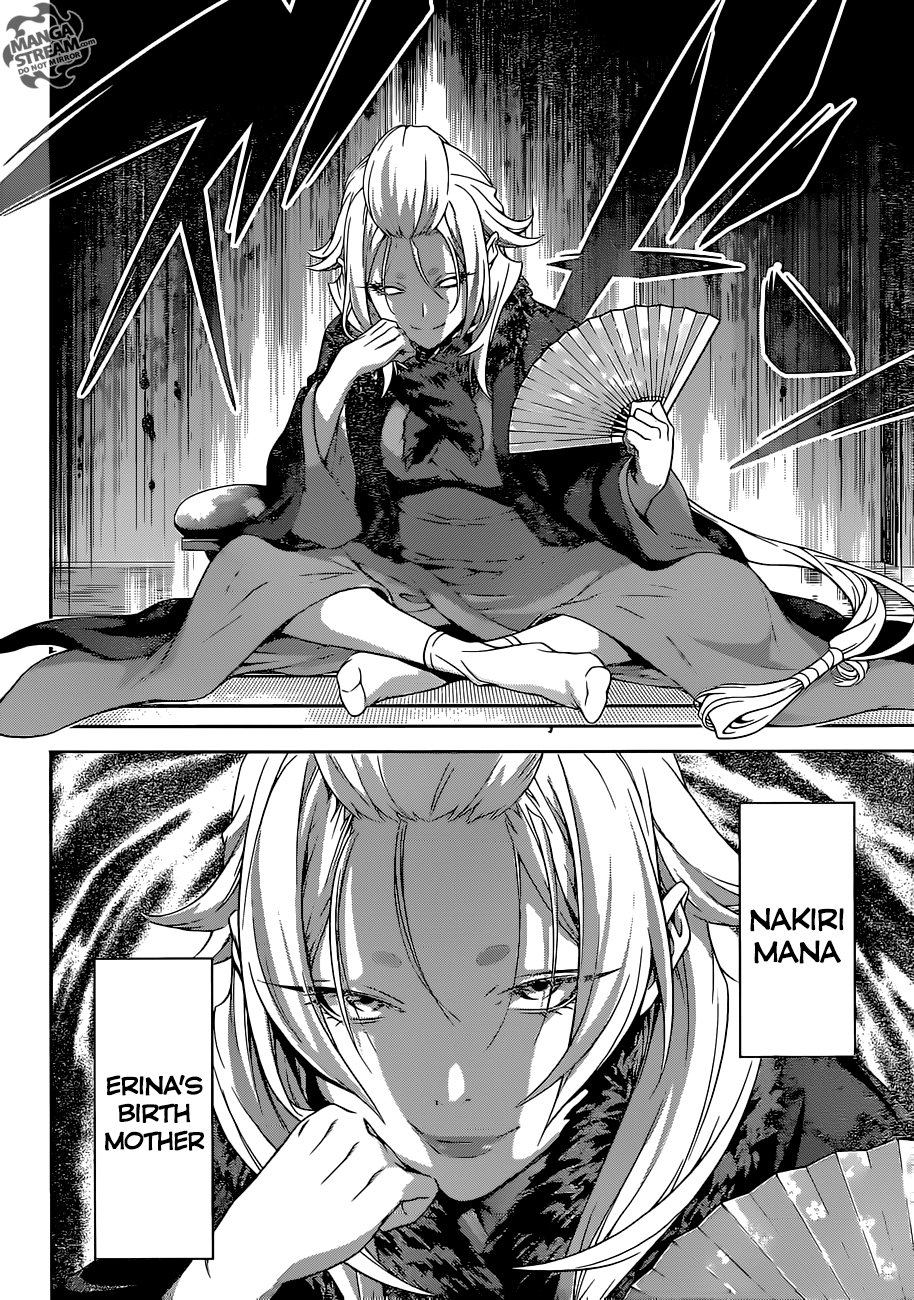 MANGA
STREAM.com
DO NOT MIRROR
NAKIRI
MANA
ERINA'S
BIRTH
MOTHER